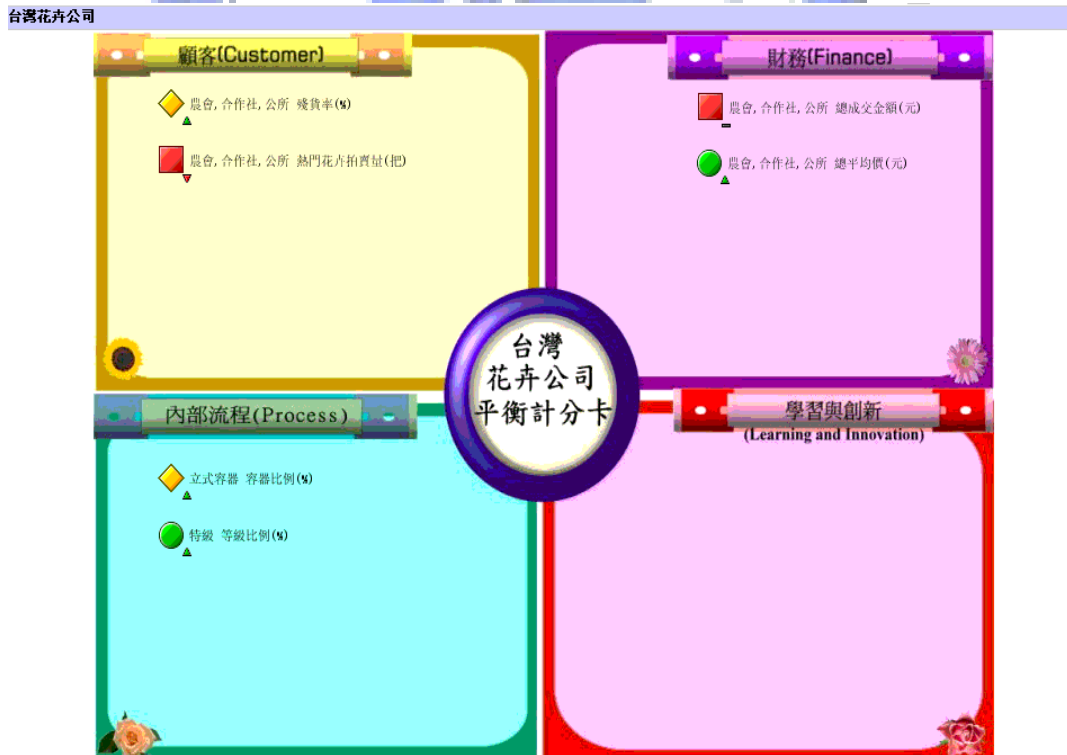 台灣花卉公司
顧客(Customer)
農會,合作社,公所 殘貨率(%)
農會,合作社,公所 熱門花卉拍賣量(把)
財務(Finance)
農會,合作社,公所 總成交金額(元)
農會,合作社,公所 總平均價(元)
台灣
花卉公司
平衡計分卡
內部流程(Process)
立式容器 容器比例(%)
特級 等級比例(%)
學習與創新
(Learning and Innovation)